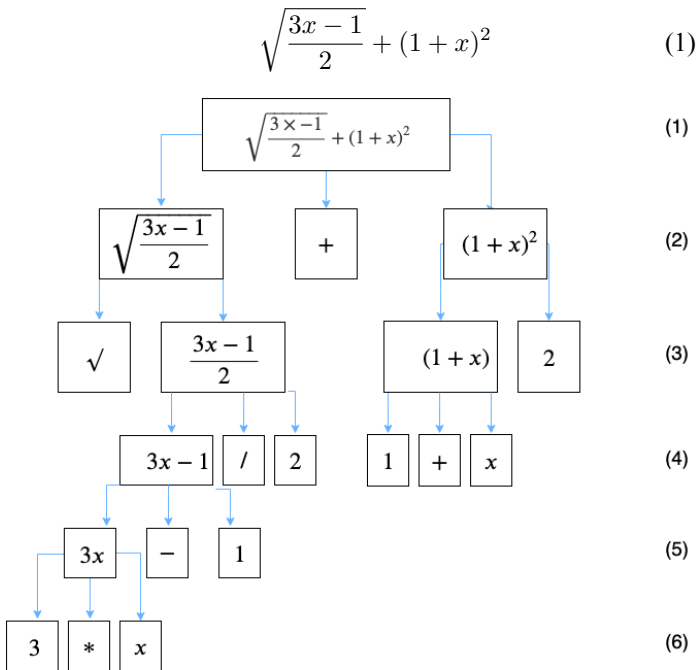 √((3x − 1)/2) + (1 + x)² (1)
√((3 × −1)/2) + (1 + x)² (1)
√((3x − 1)/2) + (1 + x)² (2)
√ (3x − 1)/2 (1 + x) 2 (3)
3x − 1 / 2 1 + x (4)
3x − 1 (5)
3 * x (6)